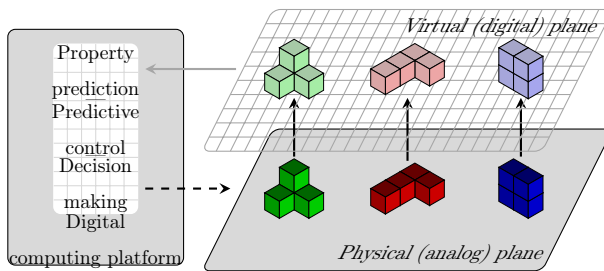 Property
prediction
Predictive
control
Decision
making
Digital
computing platform
Virtual (digital) plane
Physical (analog) plane